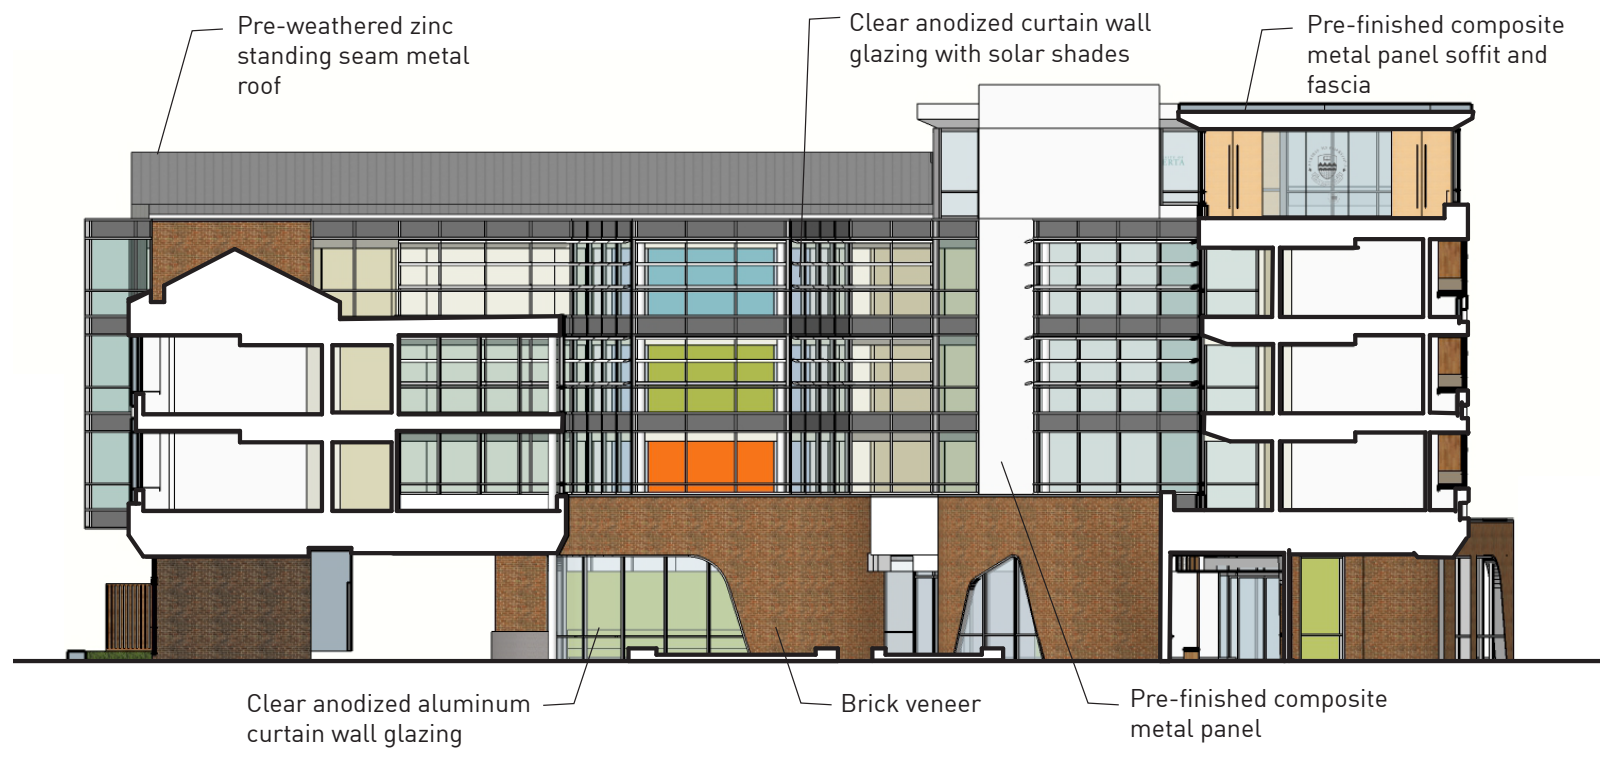 Pre-weathered zinc
standing seam metal
roof
Clear anodized curtain wall
glazing with solar shades
Pre-finished composite
metal panel soffit and
fascia
Clear anodized aluminum
curtain wall glazing
Brick veneer
Pre-finished composite
metal panel